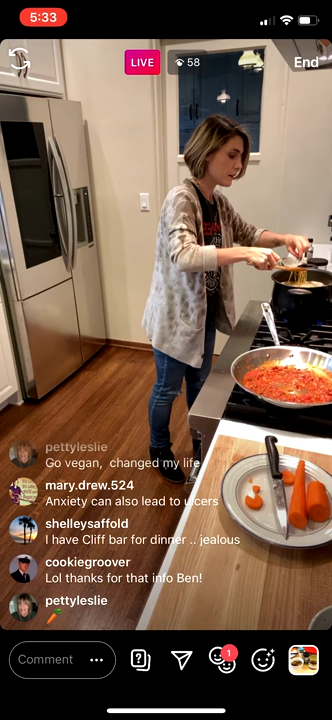 5:33
LIVE
58
End
pettyleslie
Go vegan, changed my life
mary.drew.524
Anxiety can also lead to ulcers
shelleysaffold
I have Cliff bar for dinner .. jealous
cookiegroover
Lol thanks for that info Ben!
pettyleslie
🥕
Comment
1